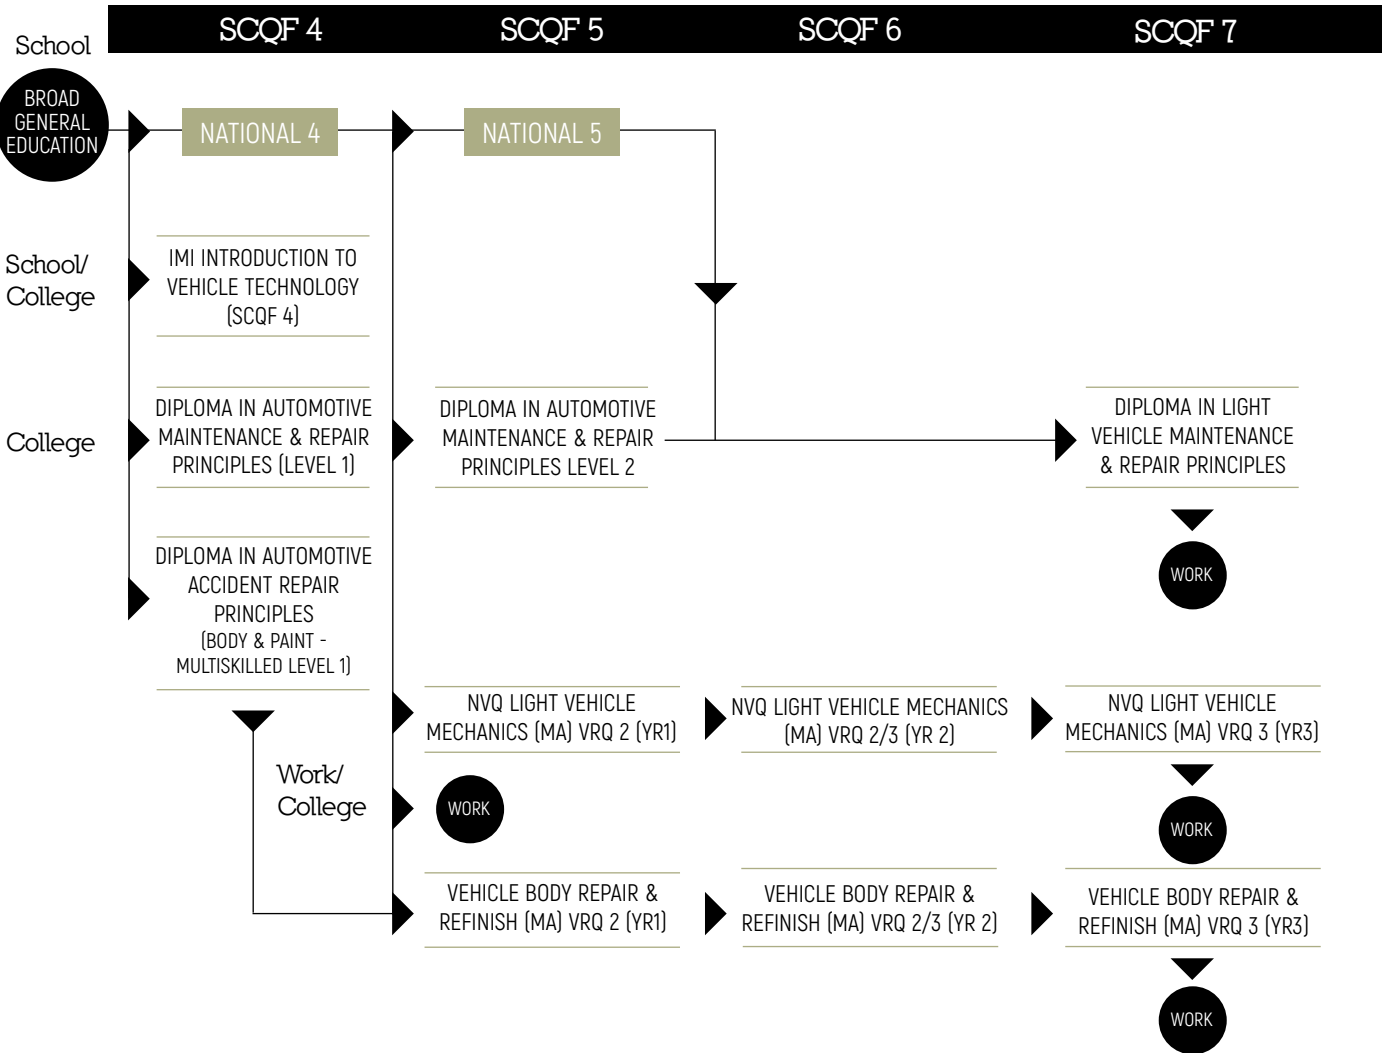 SCQF 4
SCQF 5
SCQF 6
SCQF 7
School
BROAD
GENERAL
EDUCATION
NATIONAL 4
NATIONAL 5
School/
College
IMI INTRODUCTION TO
VEHICLE TECHNOLOGY
(SCQF 4)
College
DIPLOMA IN AUTOMOTIVE
MAINTENANCE & REPAIR
PRINCIPLES (LEVEL 1)
DIPLOMA IN AUTOMOTIVE
MAINTENANCE & REPAIR
PRINCIPLES LEVEL 2
DIPLOMA IN LIGHT
VEHICLE MAINTENANCE
& REPAIR PRINCIPLES
WORK
DIPLOMA IN AUTOMOTIVE
ACCIDENT REPAIR
PRINCIPLES
(BODY & PAINT -
MULTISKILLED LEVEL 1)
NVQ LIGHT VEHICLE
MECHANICS (MA) VRQ 2 (YR1)
NVQ LIGHT VEHICLE MECHANICS
(MA) VRQ 2/3 (YR 2)
NVQ LIGHT VEHICLE
MECHANICS (MA) VRQ 3 (YR3)
Work/
College
WORK
WORK
VEHICLE BODY REPAIR &
REFINISH (MA) VRQ 2 (YR1)
VEHICLE BODY REPAIR &
REFINISH (MA) VRQ 2/3 (YR 2)
VEHICLE BODY REPAIR &
REFINISH (MA) VRQ 3 (YR3)
WORK